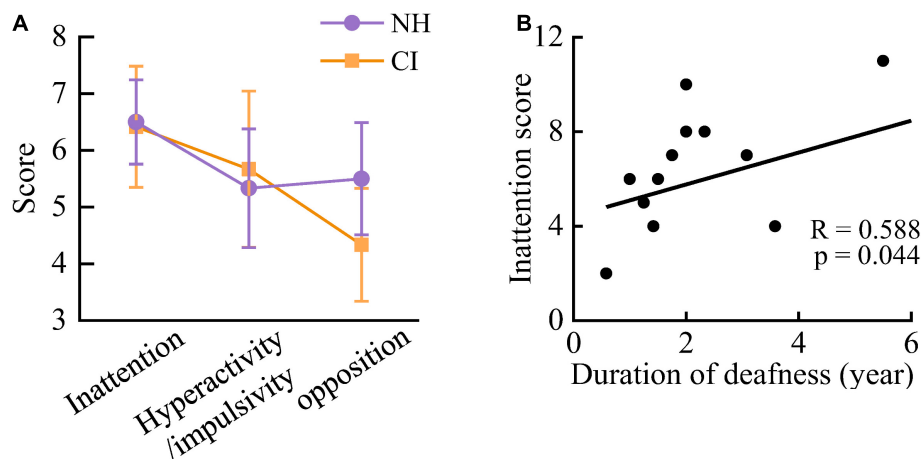 A
NH
CI
8
7
6
5
4
3
Score
Inattention
Hyperactivity
/impulsivity
opposition
B
12
8
4
0
Inattention score
R = 0.588
p = 0.044
0 2 4 6
Duration of deafness (year)